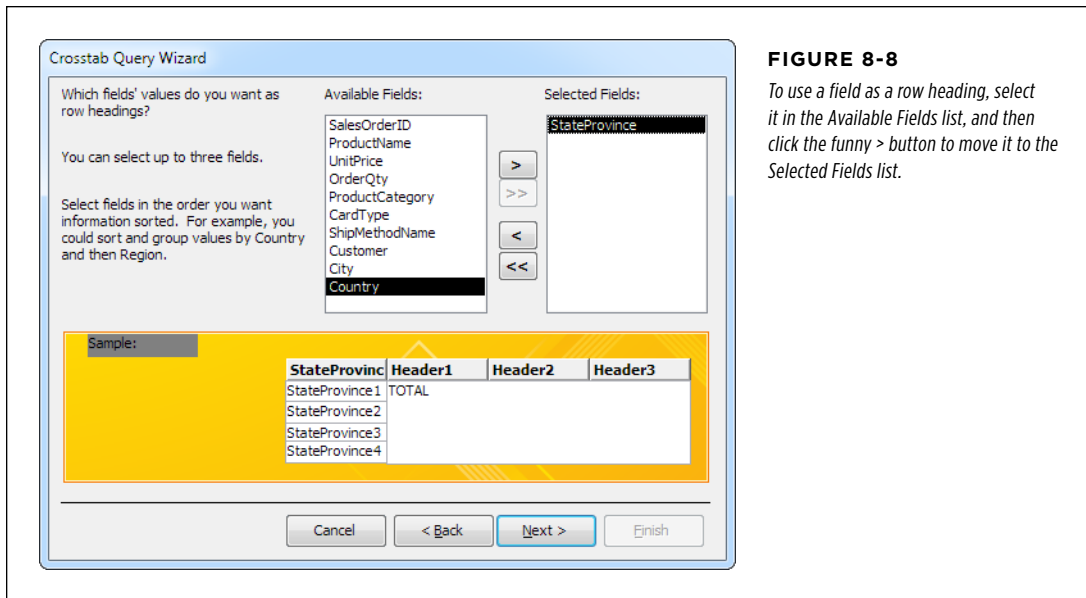 Crosstab Query Wizard
Which fields' values do you want as
row headings?
You can select up to three fields.
Select fields in the order you want
information sorted.  For example, you
could sort and group values by Country
and then Region.
Available Fields:
SalesOrderID
ProductName
UnitPrice
OrderQty
ProductCategory
CardType
ShipMethodName
Customer
City
Country
>
>>
<
<<
Selected Fields:
StateProvince
Sample:
StateProvinc Header1 Header2 Header3
StateProvince1 TOTAL
StateProvince2
StateProvince3
StateProvince4
Cancel < Back Next > Finish
FIGURE 8-8
To use a field as a row heading, select
it in the Available Fields list, and then
click the funny > button to move it to the
Selected Fields list.